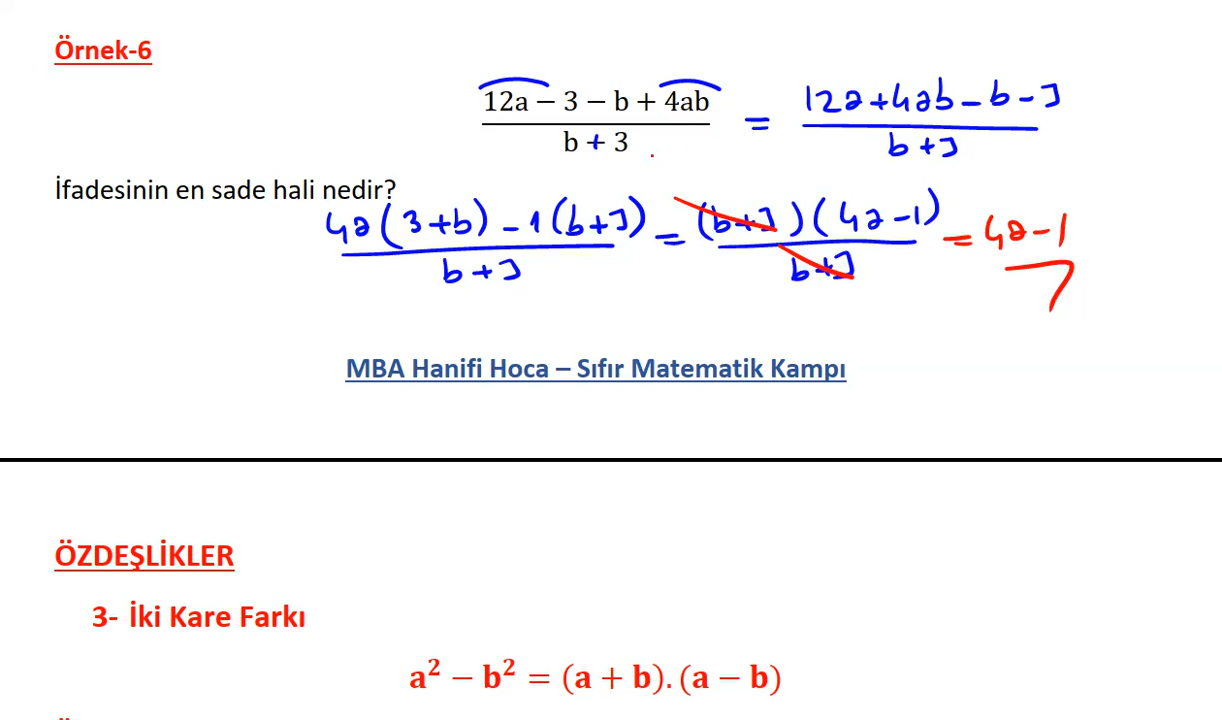 Örnek-6
12a − 3 − b + 4ab = 12a+4ab−b−3
b + 3 b+3
İfadesinin en sade hali nedir?
4a(3+b)−1(b+3) = (b+3)(4a−1) = 4a−1
b+3 b+3
MBA Hanifi Hoca – Sıfır Matematik Kampı
ÖZDEŞLİKLER
3- İki Kare Farkı
a² − b² = (a + b). (a − b)